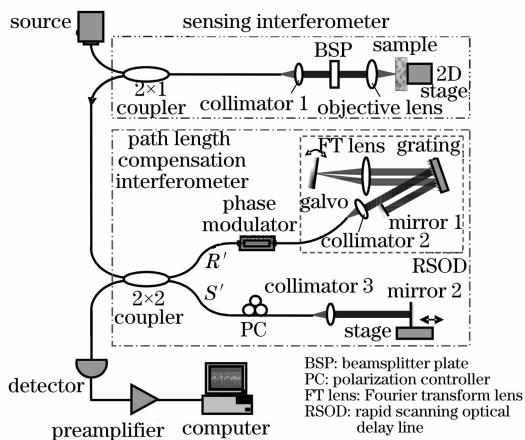 source
sensing interferometer
BSP
sample
2×1
coupler
collimator 1
objective lens
2D
stage
path length
compensation
interferometer
FT lens
grating
galvo
mirror 1
collimator 2
phase
modulator
RSOD
R′
S′
2×2
coupler
PC
collimator 3
mirror 2
stage
detector
preamplifier
computer
BSP: beamsplitter plate
PC: polarization controller
FT lens: Fourier transform lens
RSOD: rapid scanning optical
delay line